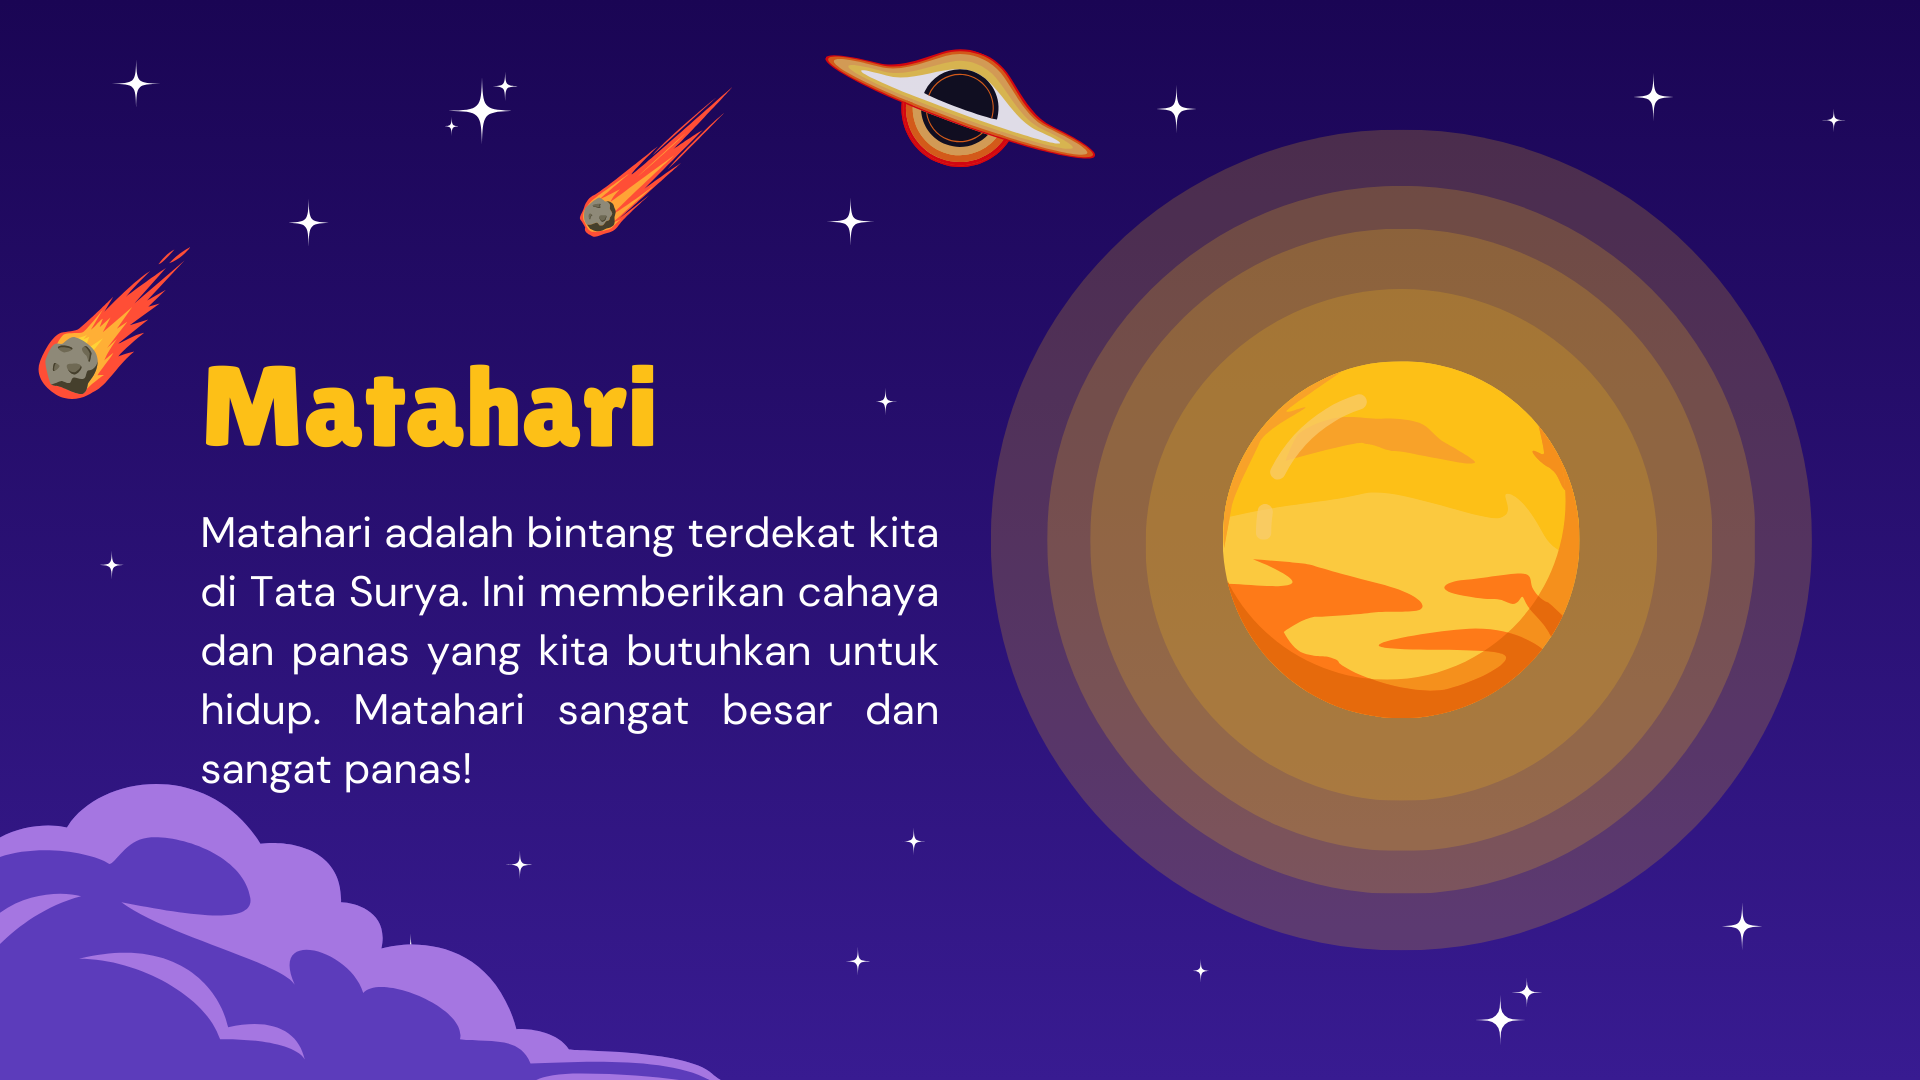 Matahari
Matahari adalah bintang terdekat kita
di Tata Surya. Ini memberikan cahaya
dan panas yang kita butuhkan untuk
hidup. Matahari sangat besar dan
sangat panas!